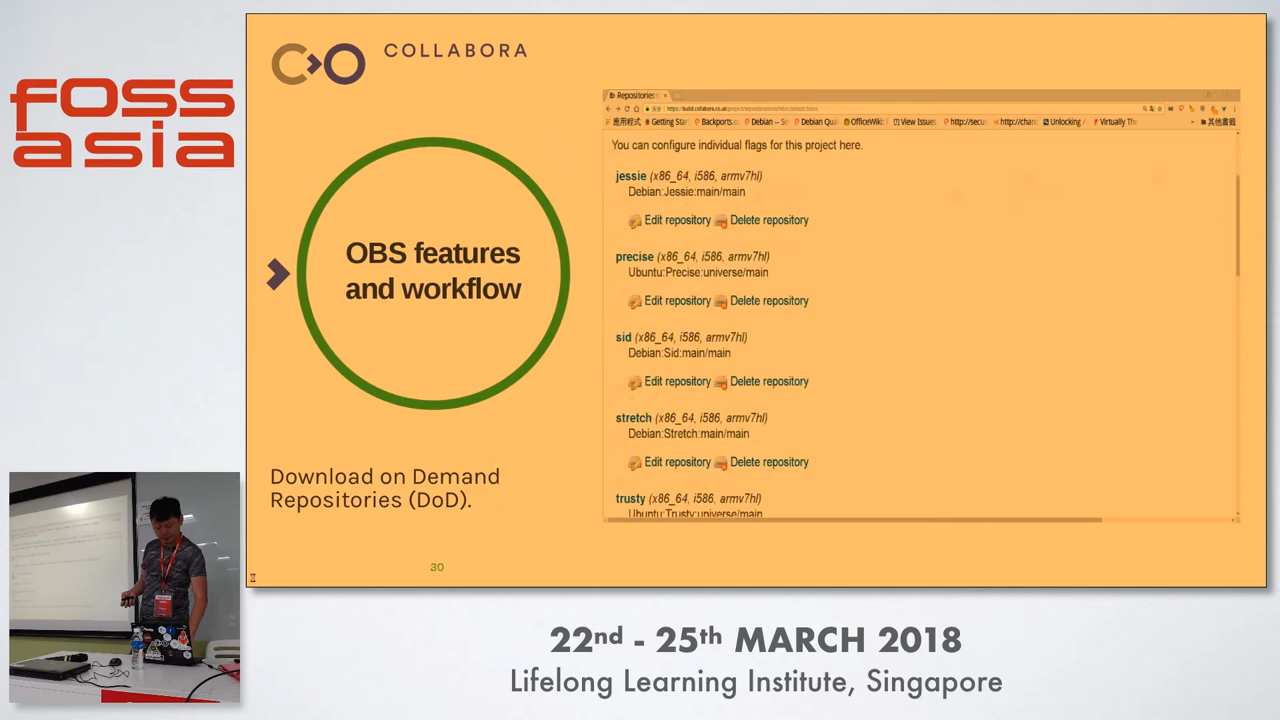 foss
asia
COLLABORA
OBS features
and workflow
Download on Demand
Repositories (DoD).
30
Repositories
You can configure individual flags for this project here.
jessie (x86_64, i586, armv7hl)
Debian:Jessie:main/main
Edit repository Delete repository
precise (x86_64, i586, armv7hl)
Ubuntu:Precise:universe/main
Edit repository Delete repository
sid (x86_64, i586, armv7hl)
Debian:Sid:main/main
Edit repository Delete repository
stretch (x86_64, i586, armv7hl)
Debian:Stretch:main/main
Edit repository Delete repository
trusty (x86_64, i586, armv7hl)
Ubuntu:Trusty:universe/main
22nd - 25th MARCH 2018
Lifelong Learning Institute, Singapore